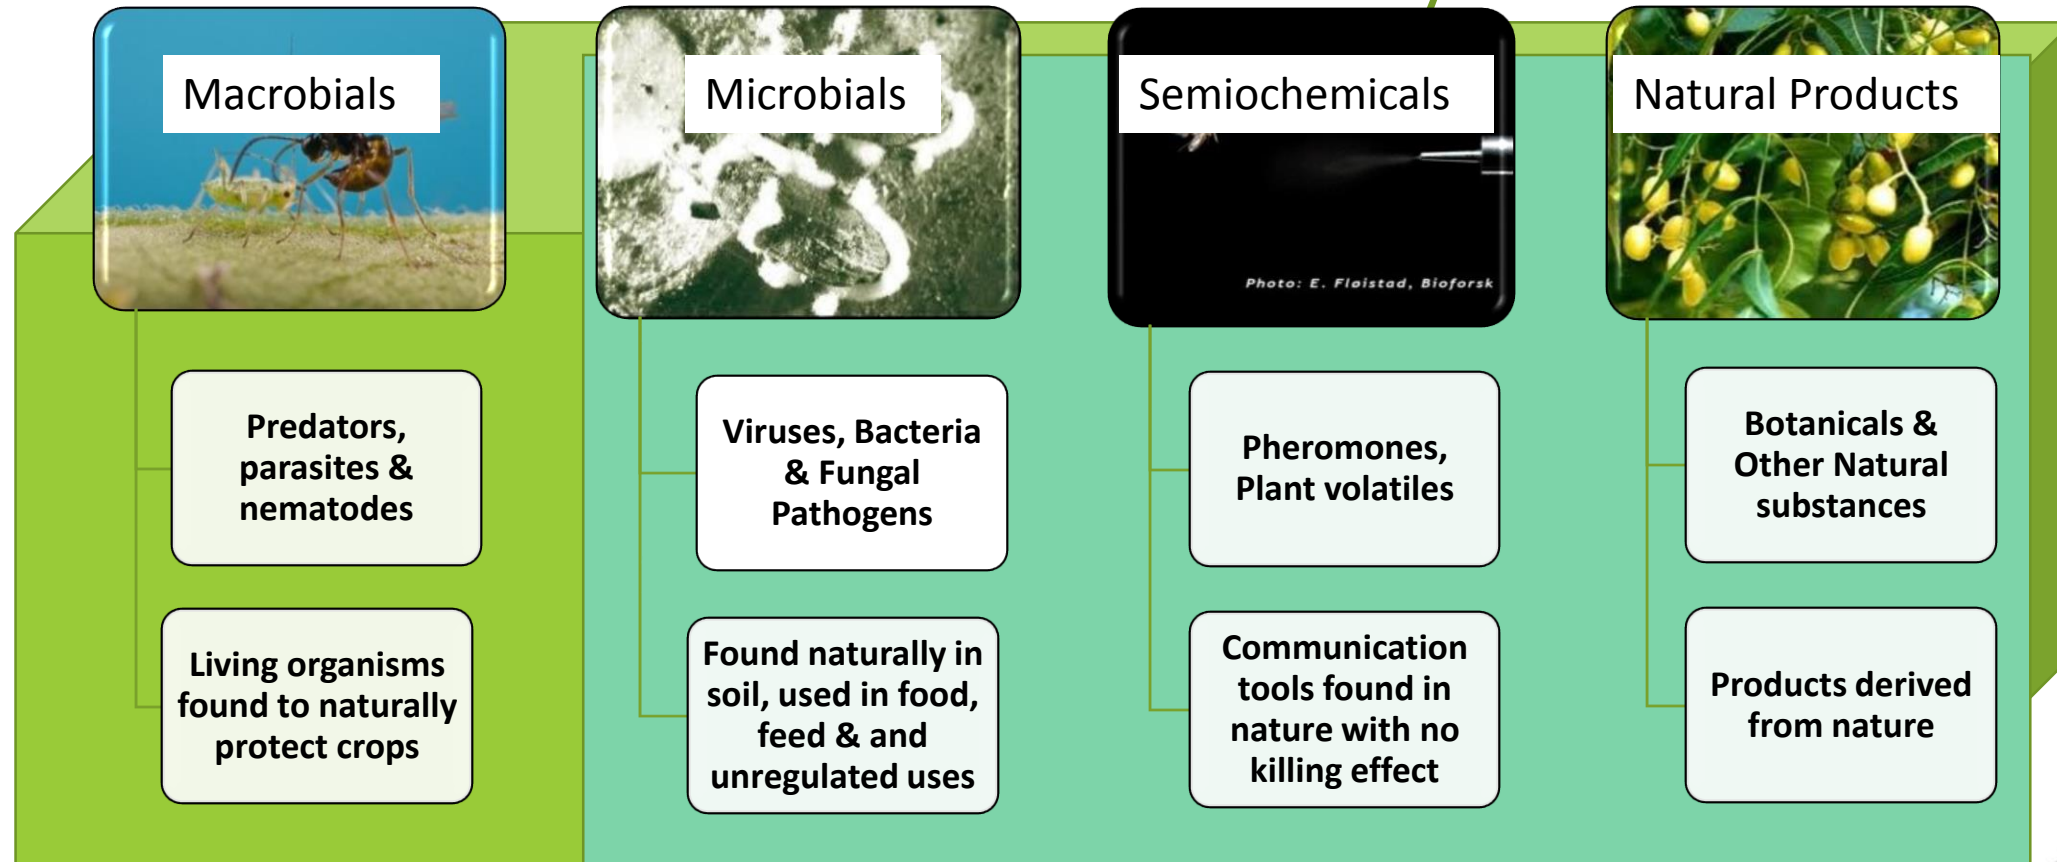 Macrobials
Predators,
parasites &
nematodes
Living organisms
found to naturally
protect crops
Microbials
Viruses, Bacteria
& Fungal
Pathogens
Found naturally in
soil, used in food,
feed & and
unregulated uses
Semiochemicals
Photo: E. Fløistad, Bioforsk
Pheromones,
Plant volatiles
Communication
tools found in
nature with no
killing effect
Natural Products
Botanicals &
Other Natural
substances
Products derived
from nature